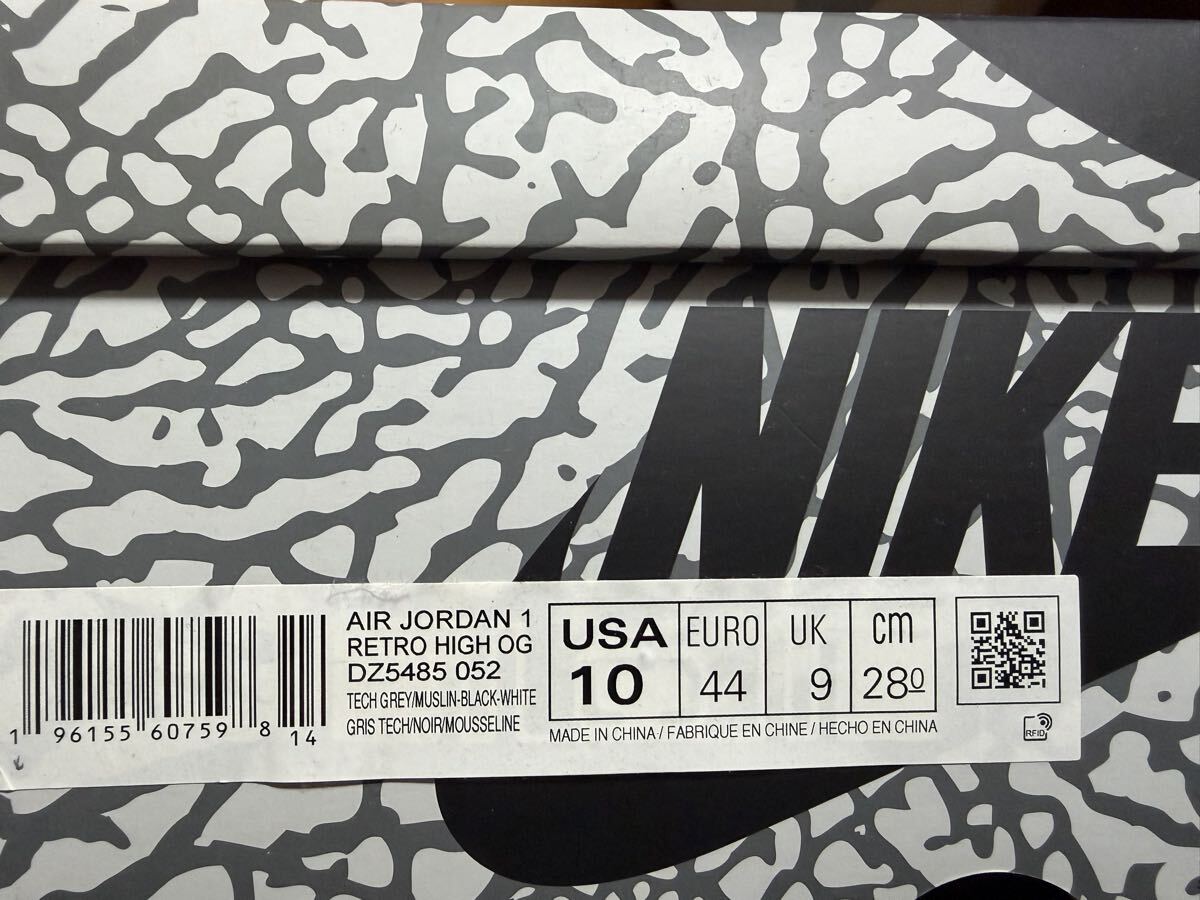 NIKE
AIR JORDAN 1
RETRO HIGH OG
DZ5485 052
TECH GREY/MUSLIN-BLACK-WHITE
GRIS TECH/NOIR/MOUSSELINE
1 96155 60759 8 14
USA EURO UK cm
10 44 9 280
MADE IN CHINA / FABRIQUE EN CHINE / HECHO EN CHINA
RFID